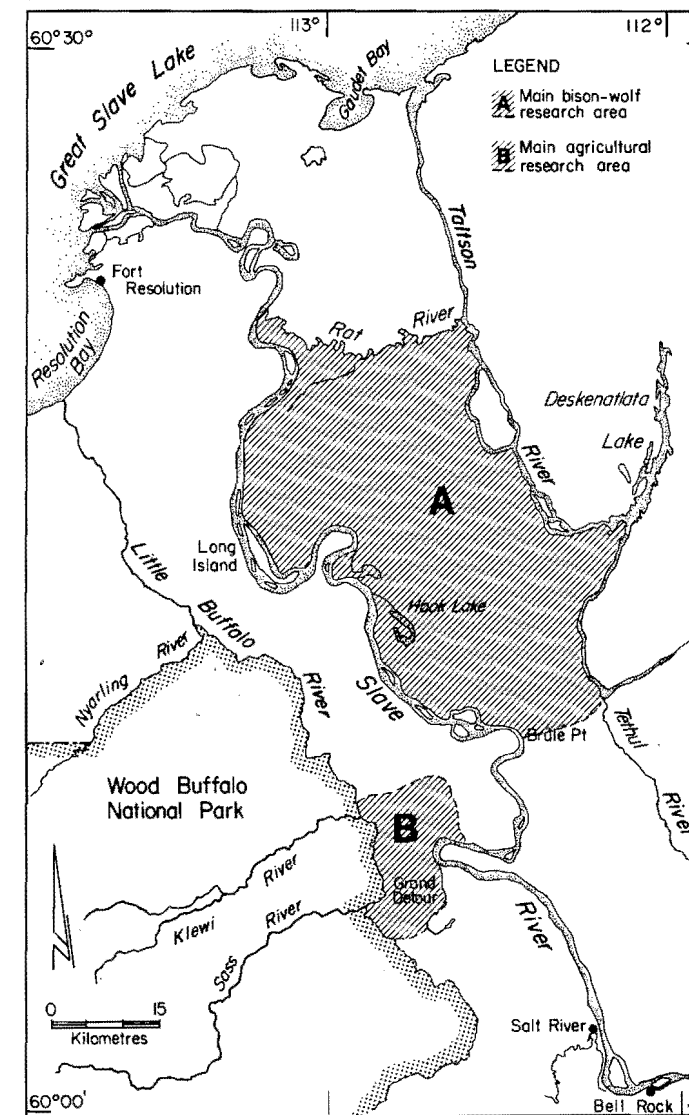 113°
112°
60°30'
LEGEND
A Main bison-wolf
research area
B Main agricultural
research area
Great Slave Lake
Gaudet Bay
Taltson
River
Fort
Resolution
Resolution
Bay
Rat
River
Deskenatlata
Lake
A
Long
Island
Little
Buffalo
River
Hook Lake
Nyarling
River
Slave
River
Brule Pt
Tethul
River
Wood Buffalo
National Park
B
Grand
Detour
Klewi
River
Sass
River
0 15
Kilometres
Salt River
Bell Rock
60°00'